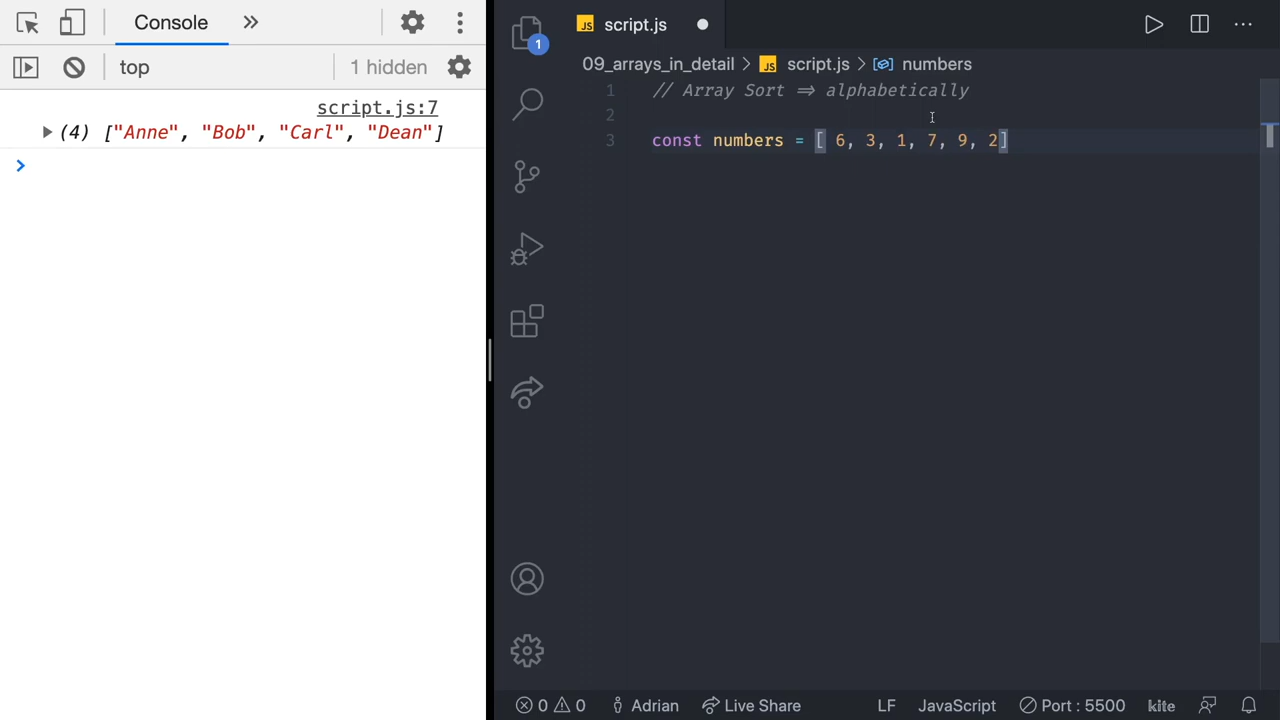 Console
top
1 hidden
script.js:7
(4) ["Anne", "Bob", "Carl", "Dean"]
1
JS script.js
09_arrays_in_detail > JS script.js > numbers
1 // Array Sort ⇒ alphabetically
2
3 const numbers = [ 6, 3, 1, 7, 9, 2]
0 0 Adrian Live Share LF JavaScript Port : 5500 kite